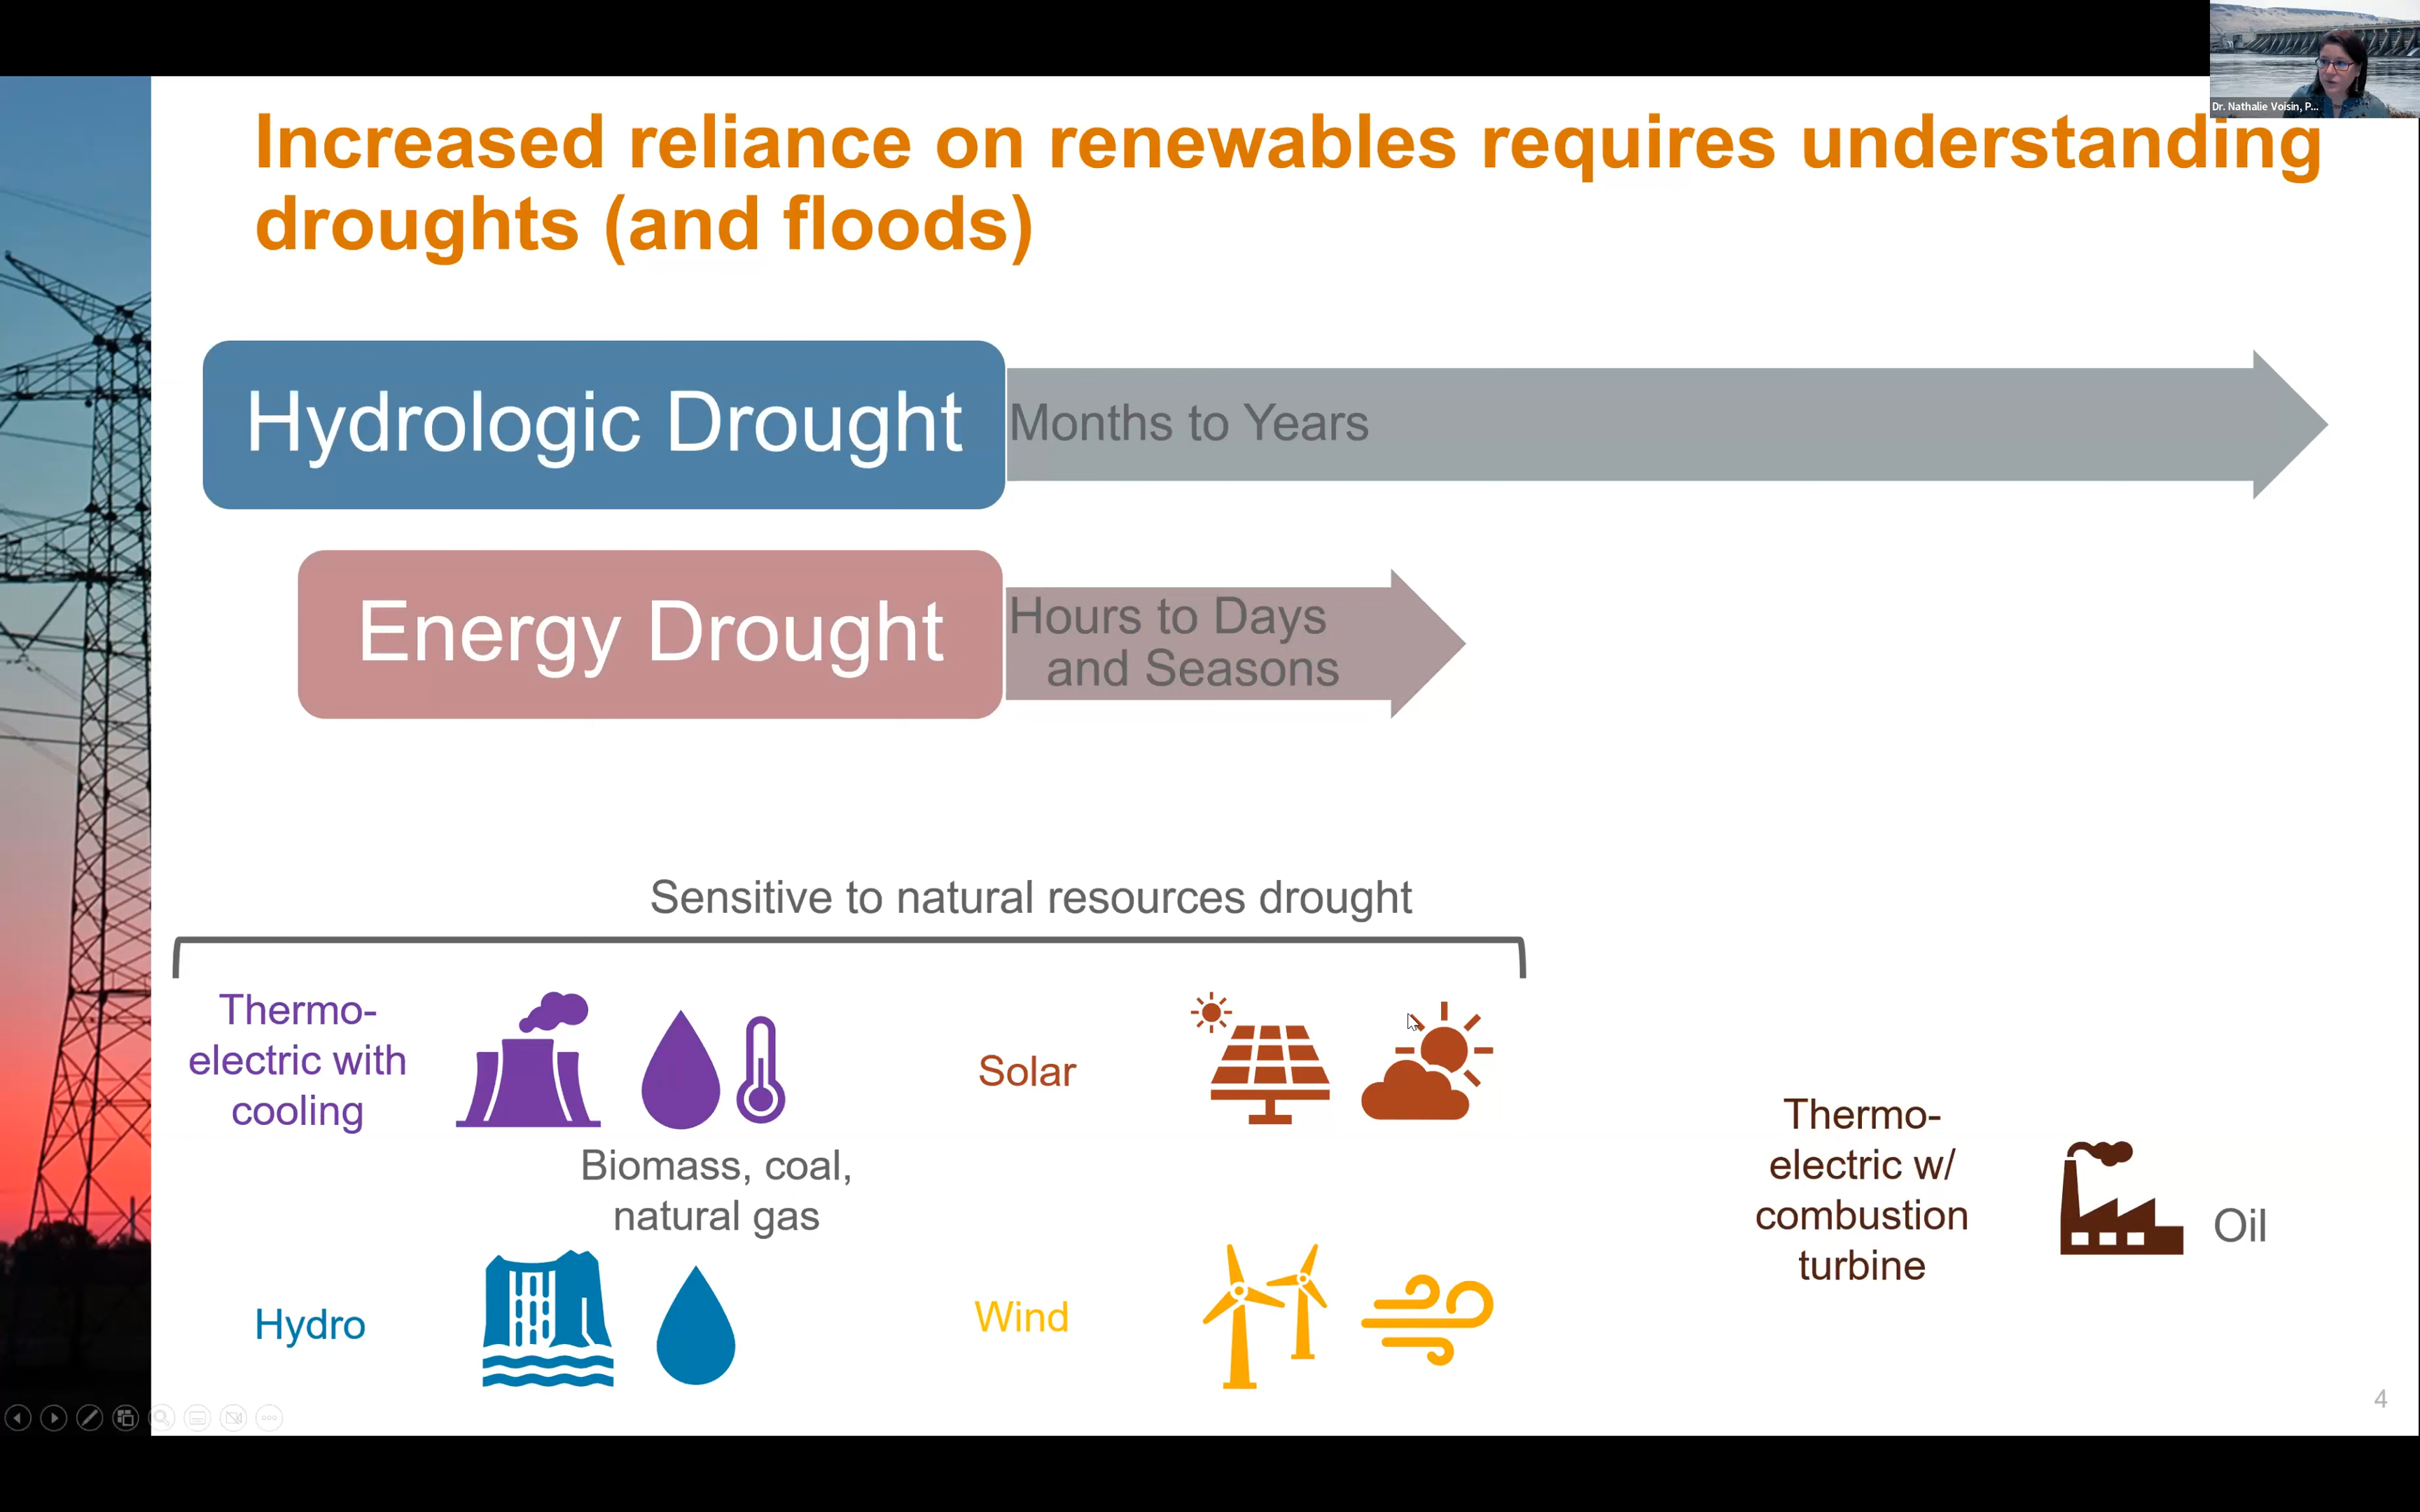 Dr. Nathalie Voisin, P...
Increased reliance on renewables requires understanding
droughts (and floods)
Hydrologic Drought
Months to Years
Energy Drought
Hours to Days
and Seasons
Sensitive to natural resources drought
Thermo-
electric with
cooling
Biomass, coal,
natural gas
Solar
Hydro
Wind
Thermo-
electric w/
combustion
turbine
Oil
4